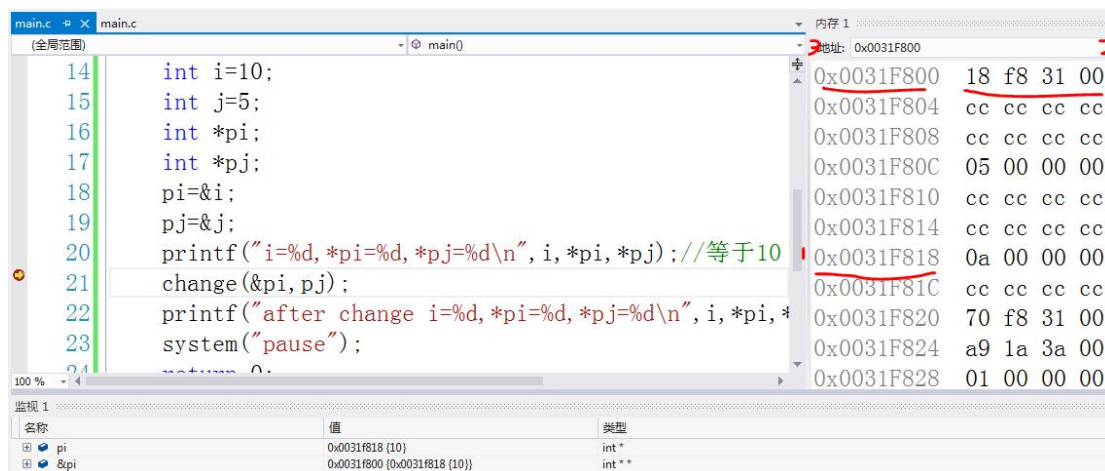 main.c main.c
(全局范围) main()
14 int i=10;
15 int j=5;
16 int *pi;
17 int *pj;
18 pi=&i;
19 pj=&j;
20 printf("i=%d,*pi=%d,*pj=%d\n",i,*pi,*pj);//等于10
21 change(&pi,pj);
22 printf("after change i=%d,*pi=%d,*pj=%d\n",i,*pi,*
23 system("pause");
24 return 0;
100 %
内存 1
地址: 0x0031F800
0x0031F800 18 f8 31 00
0x0031F804 cc cc cc cc
0x0031F808 cc cc cc cc
0x0031F80C 05 00 00 00
0x0031F810 cc cc cc cc
0x0031F814 cc cc cc cc
0x0031F818 0a 00 00 00
0x0031F81C cc cc cc cc
0x0031F820 70 f8 31 00
0x0031F824 a9 1a 3a 00
0x0031F828 01 00 00 00
监视 1
名称 值 类型
pi 0x0031f818 {10} int *
&pi 0x0031f800 {0x0031f818 {10}} int * *